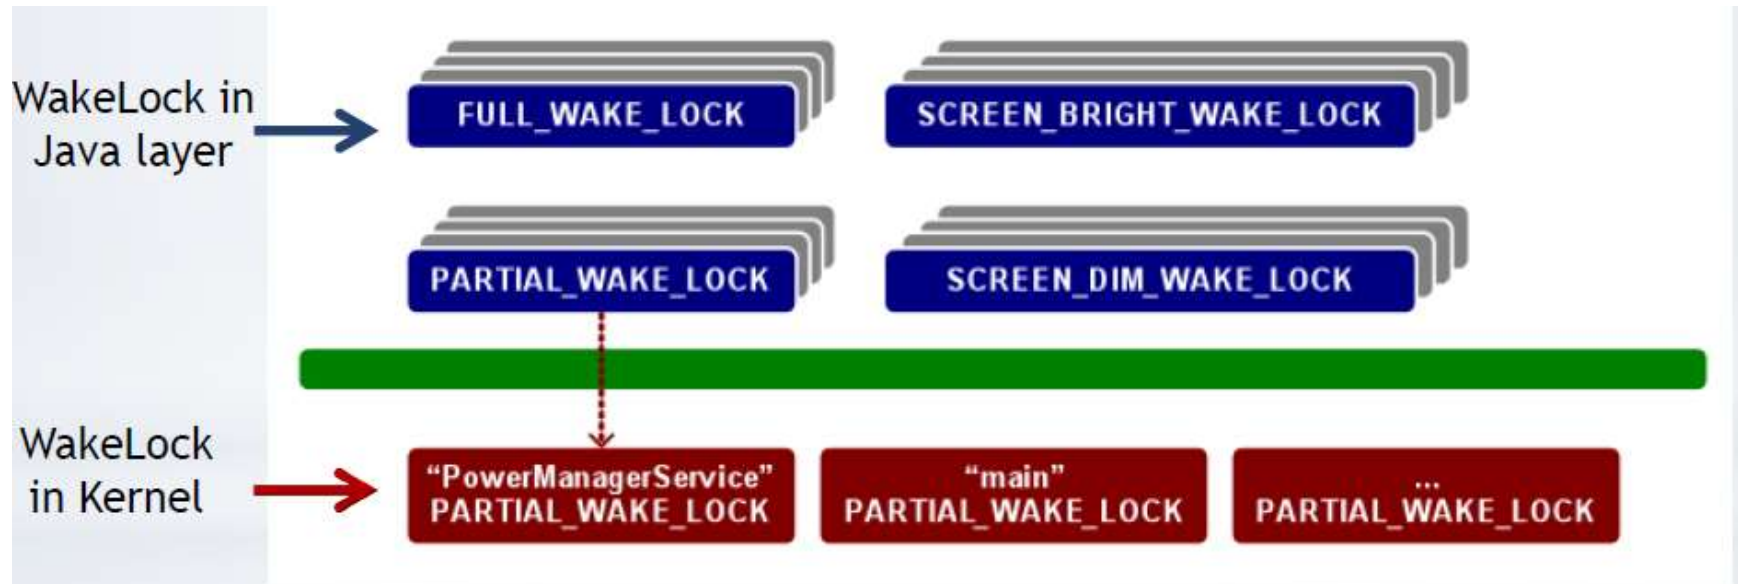 WakeLock in
Java layer
FULL_WAKE_LOCK
SCREEN_BRIGHT_WAKE_LOCK
PARTIAL_WAKE_LOCK
SCREEN_DIM_WAKE_LOCK
WakeLock
in Kernel
“PowerManagerService”
PARTIAL_WAKE_LOCK
“main”
PARTIAL_WAKE_LOCK
...
PARTIAL_WAKE_LOCK